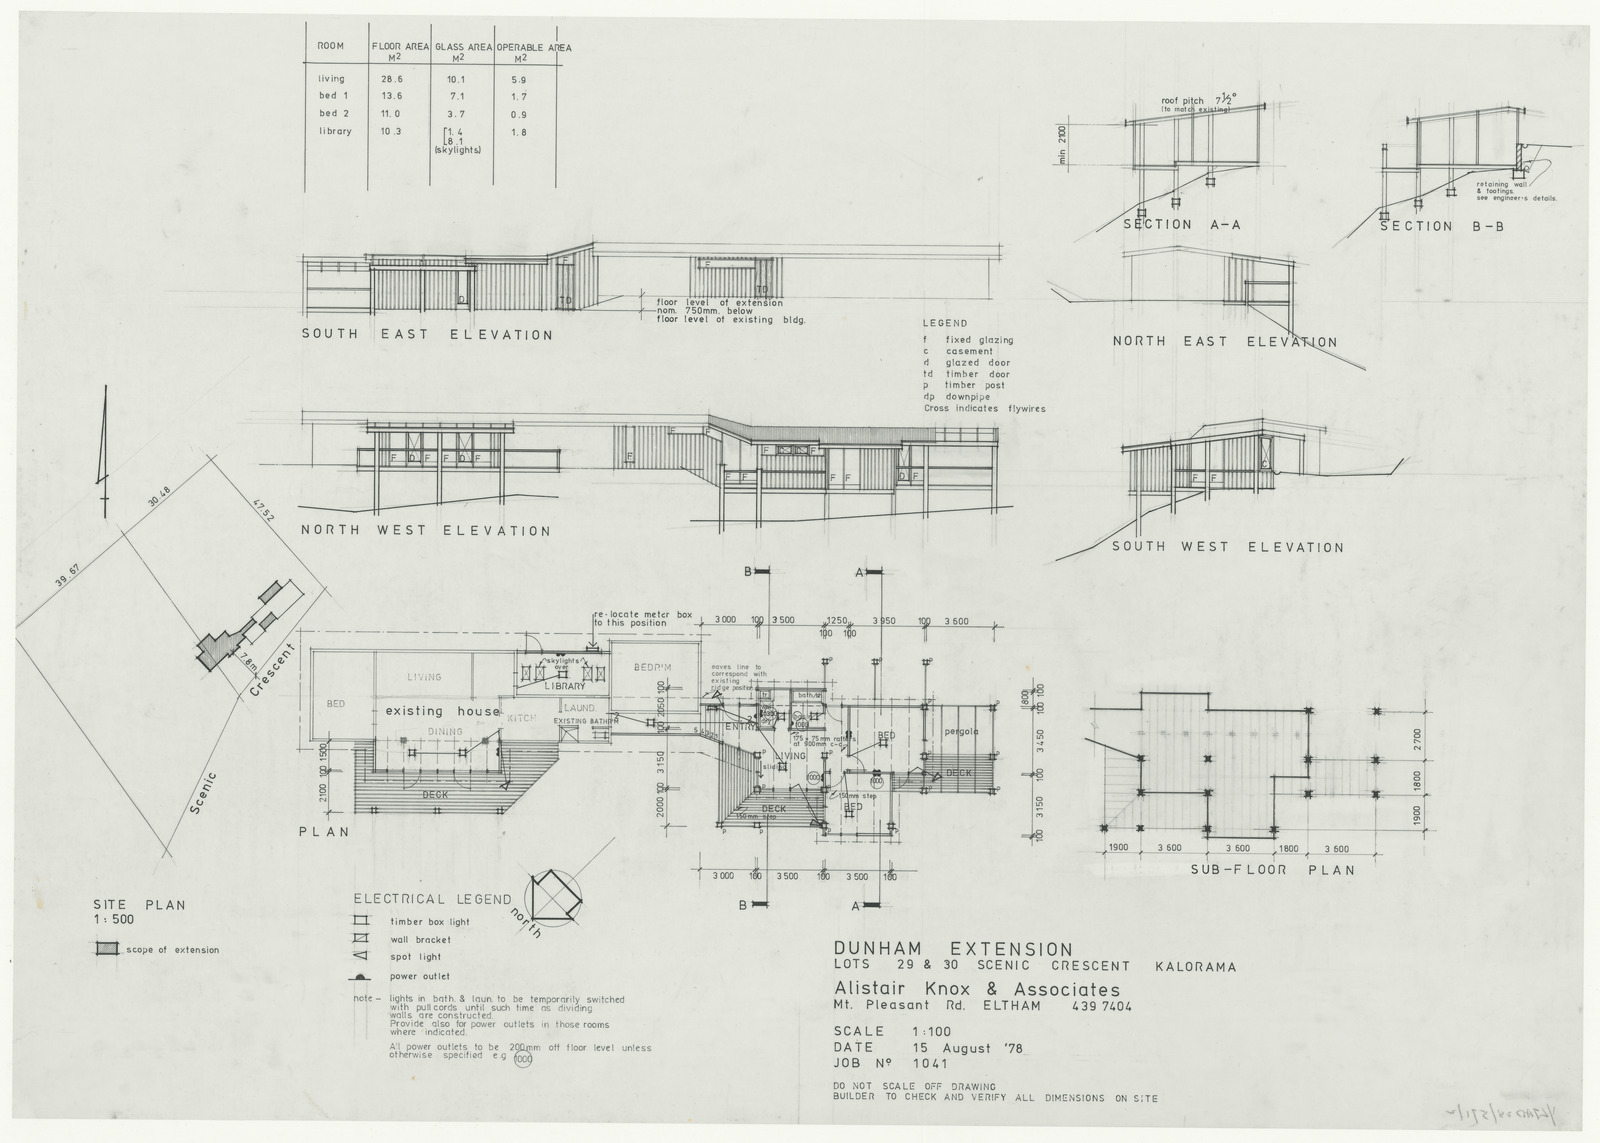 ROOM FLOOR AREA M2 GLASS AREA M2 OPERABLE AREA M2
living 28.6 10.1 5.9
bed 1 13.6 7.1 1.7
bed 2 11.0 3.7 0.9
library 10.3 1.4 1.8
8.1
(skylights)
roof pitch 7½°
(to match existing)
min 2100
SECTION A-A
retaining wall
& footings.
see engineer's details.
SECTION B-B
F
TD
D
F
TD
floor level of extension
nom. 750mm. below
floor level of existing bldg.
SOUTH EAST ELEVATION
NORTH EAST ELEVATION
LEGEND
f fixed glazing
c casement
d glazed door
td timber door
p timber post
dp downpipe
Cross indicates flywires
F D F F D F
F F F
F F
F F
F F
D F
NORTH WEST ELEVATION
C
F F
SOUTH WEST ELEVATION
30.48
47.52
39.67
7.8m
Scenic Crescent
SITE PLAN
1:500
scope of extension
re-locate meter box
to this position
B A
3 000 100 3 500 1250 3 950 100 3 600
100 100 100
BED
LIVING
existing house
DINING
KITCH
skylights
over
LIBRARY
LAUND.
EXISTING BATHR'M
BEDR'M
DECK
1500
100
2100
eaves line to
correspond with
existing
ridge position
ENTRY
bath/sh
175 x 75mm rafters
at 900mm c-c
LIVING
BED
pergola
DECK
1000
1000
150mm step
BED
DECK
150mm step
100
2050
100
3 150
100
2000
800 100
100
3 450
100
3 150
100
3 000 100 3 500 100 3 500 100
B A
PLAN
2 700
1800
1900
1900 3 600 3 600 1800 3 600
SUB-FLOOR PLAN
ELECTRICAL LEGEND
north
timber box light
wall bracket
spot light
power outlet
note - lights in bath. & laun. to be temporarily switched
with pullcords until such time as dividing
walls are constructed.
Provide also for power outlets in those rooms
where indicated.
All power outlets to be 200mm off floor level unless
otherwise specified e.g 1000
DUNHAM EXTENSION
LOTS 29 & 30 SCENIC CRESCENT KALORAMA
Alistair Knox & Associates
Mt. Pleasant Rd. ELTHAM 439 7404
SCALE 1:100
DATE 15 August '78
JOB Nº 1041
DO NOT SCALE OFF DRAWING
BUILDER TO CHECK AND VERIFY ALL DIMENSIONS ON SITE